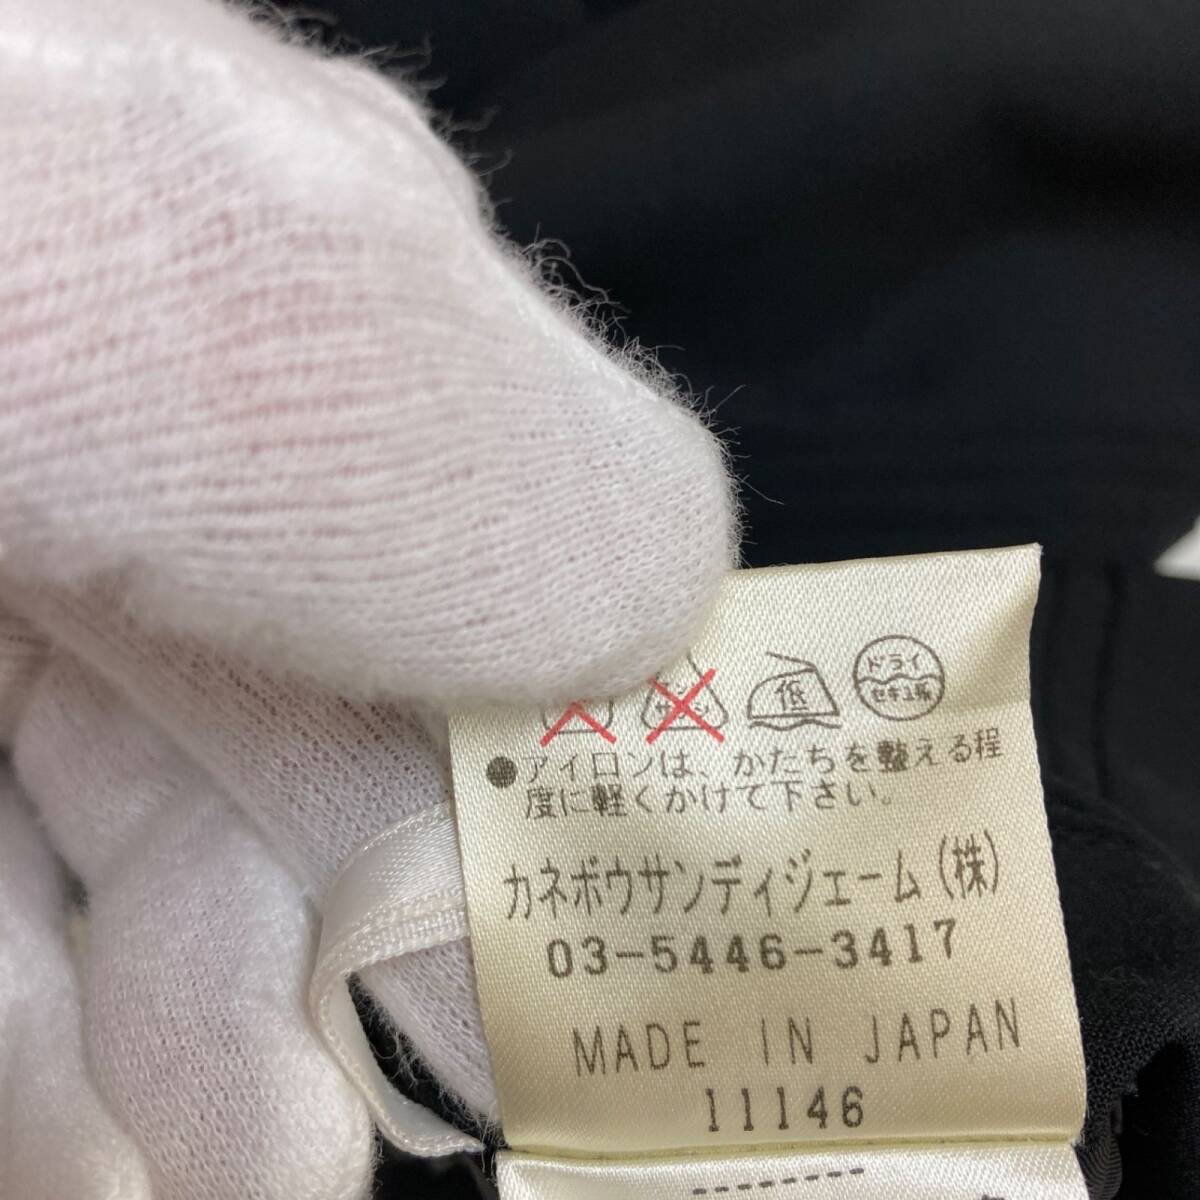 低
ドライ
セキユ系
●アイロンは、かたちを整える程
度に軽くかけて下さい。
カネボウサンディジェーム(株)
03-5446-3417
MADE IN JAPAN
11146
--------